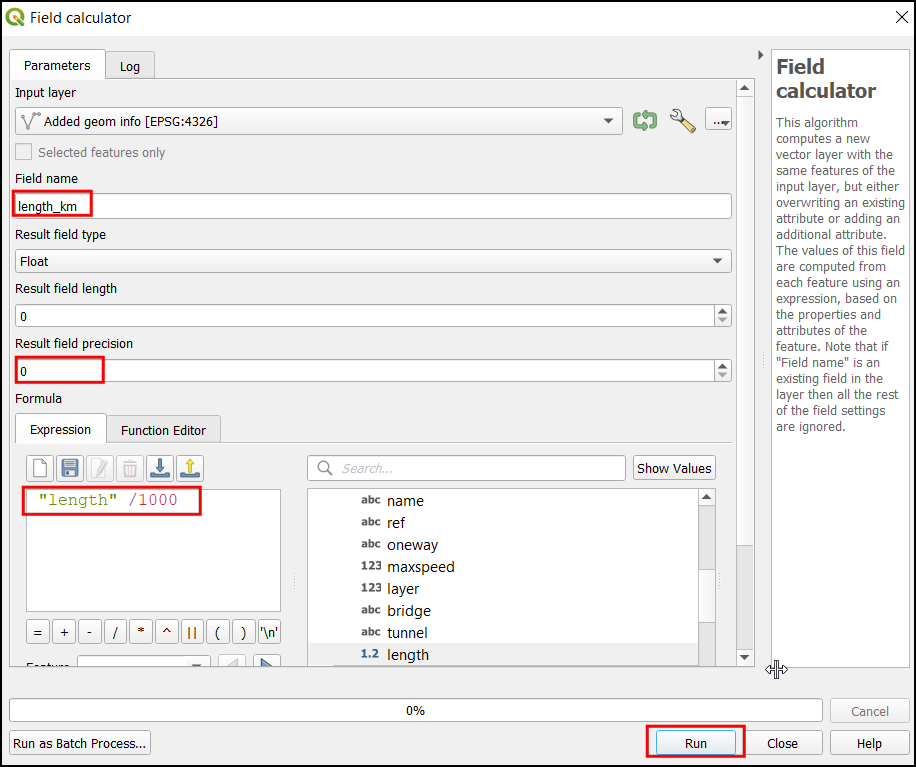 Field calculator
Parameters
Log
Input layer
Added geom info [EPSG:4326]
...
Selected features only
Field name
length_km
Result field type
Float
Result field length
0
Result field precision
0
Formula
Expression
Function Editor
Search...
Show Values
"length" /1000
abc name
abc ref
abc oneway
123 maxspeed
123 layer
abc bridge
abc tunnel
1.2 length
= + - / * ^ || ( ) '\n'
Feature
0%
Cancel
Run as Batch Process...
Run
Close
Help
Field
calculator
This algorithm
computes a new
vector layer with the
same features of the
input layer, but either
overwriting an existing
attribute or adding an
additional attribute.
The values of this field
are computed from
each feature using an
expression, based on
the properties and
attributes of the
feature. Note that if
"Field name" is an
existing field in the
layer then all the rest
of the field settings
are ignored.